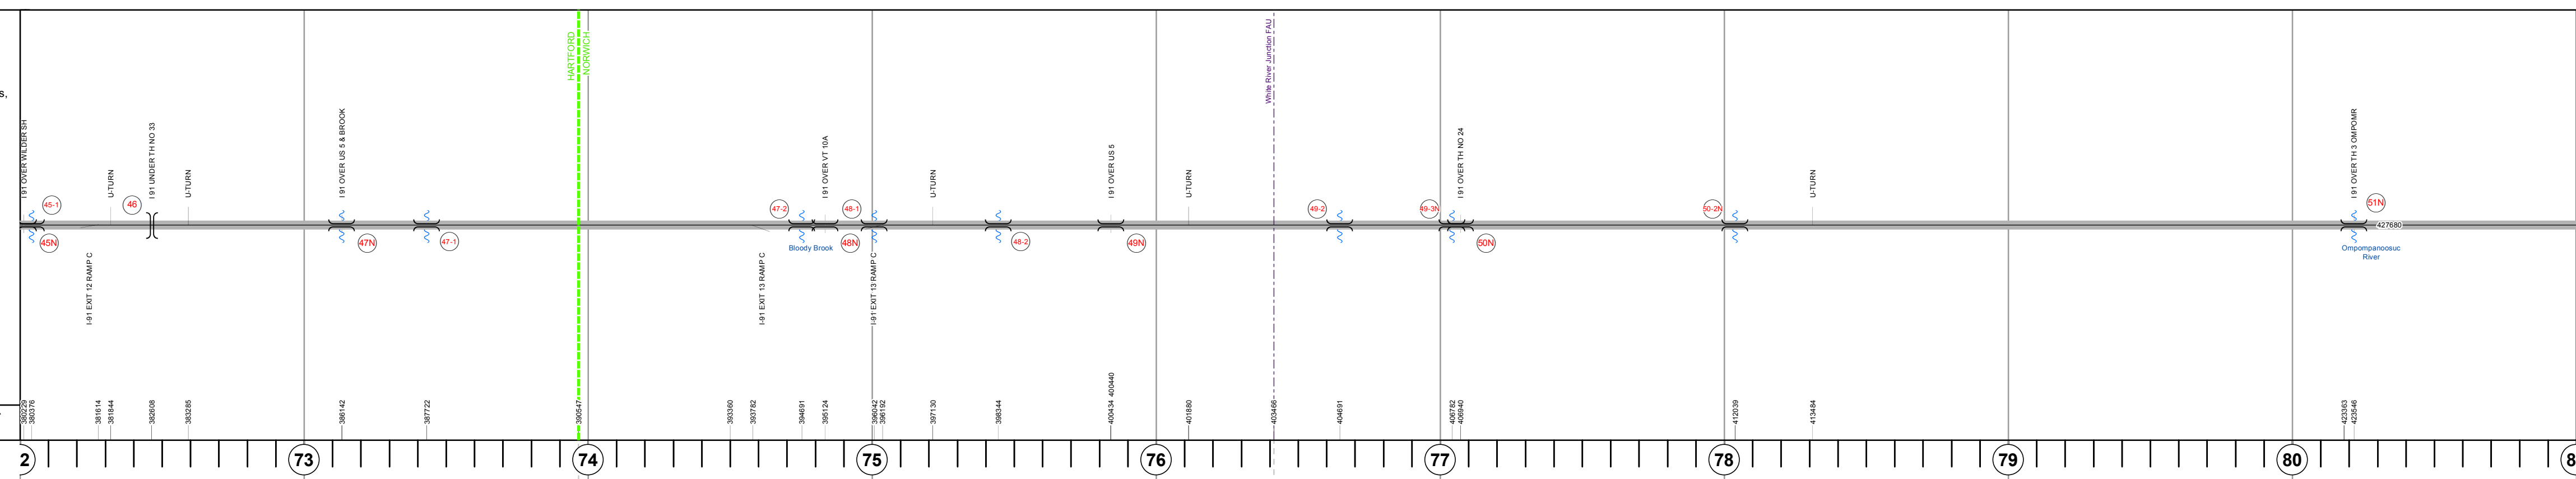 s,
HARTFORD
NORWICH
White River Junction FAU
I 91 OVER WILDER SH
U-TURN
I 91 UNDER TH NO 33
U-TURN
I 91 OVER US 5 & BROOK
I 91 OVER VT 10A
U-TURN
I 91 OVER US 5
U-TURN
I 91 OVER TH NO 24
U-TURN
I 91 OVER TH 3 OMPOMR
45-1
46
47-2
48-1
49-2
49-3N
50-2N
51N
427680
45N
47N
47-1
Bloody Brook
48N
48-2
49N
50N
Ompompanoosuc
River
I-91 EXIT 12 RAMP C
I-91 EXIT 13 RAMP C
I-91 EXIT 13 RAMP C
380229
380376
381614
381844
382608
383285
386142
387722
390547
393360
393782
394691
395124
396042
396192
397130
398344
400434 400440
401880
403466
404691
406782
406940
412039
413484
423363
423546
2
73
74
75
76
77
78
79
80
8